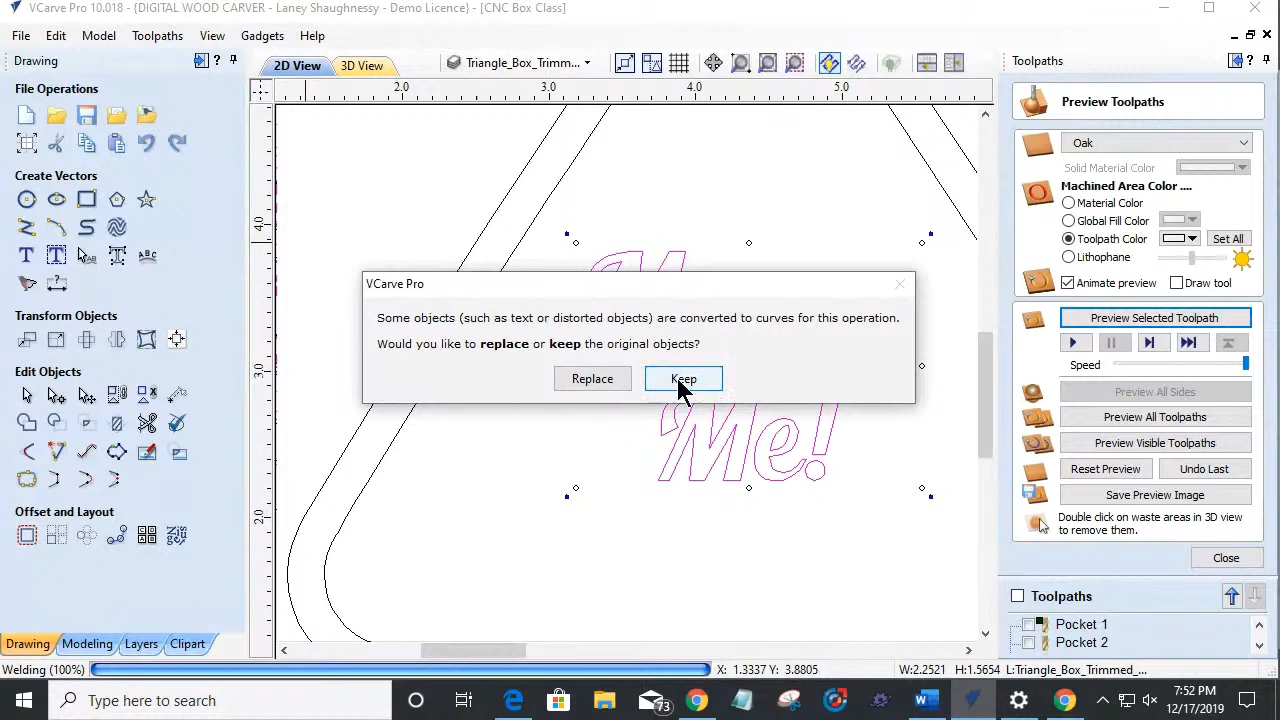 VCarve Pro 10.018 - {DIGITAL WOOD CARVER - Laney Shaughnessy - Demo Licence} - [CNC Box Class]
File Edit Model Toolpaths View Gadgets Help
Drawing
2D View
3D View
Triangle_Box_Trimm...
Toolpaths
File Operations
Create Vectors
Transform Objects
Edit Objects
Offset and Layout
Drawing
Modeling
Layers
Clipart
2.0
3.0
4.0
5.0
4.0
3.0
2.0
Me!
VCarve Pro
Some objects (such as text or distorted objects) are converted to curves for this operation.
Would you like to replace or keep the original objects?
Replace
Keep
Preview Toolpaths
Oak
Solid Material Color
Machined Area Color ....
Material Color
Global Fill Color
Toolpath Color
Set All
Lithophane
Animate preview
Draw tool
Preview Selected Toolpath
Speed
Preview All Sides
Preview All Toolpaths
Preview Visible Toolpaths
Reset Preview
Undo Last
Save Preview Image
Double click on waste areas in 3D view
to remove them.
Close
Toolpaths
Pocket 1
Pocket 2
Welding (100%)
X: 1.3337 Y: 3.8805
W:2.2521 H:1.5654 L:Triangle_Box_Trimmed_...
Type here to search
73
7:52 PM
12/17/2019